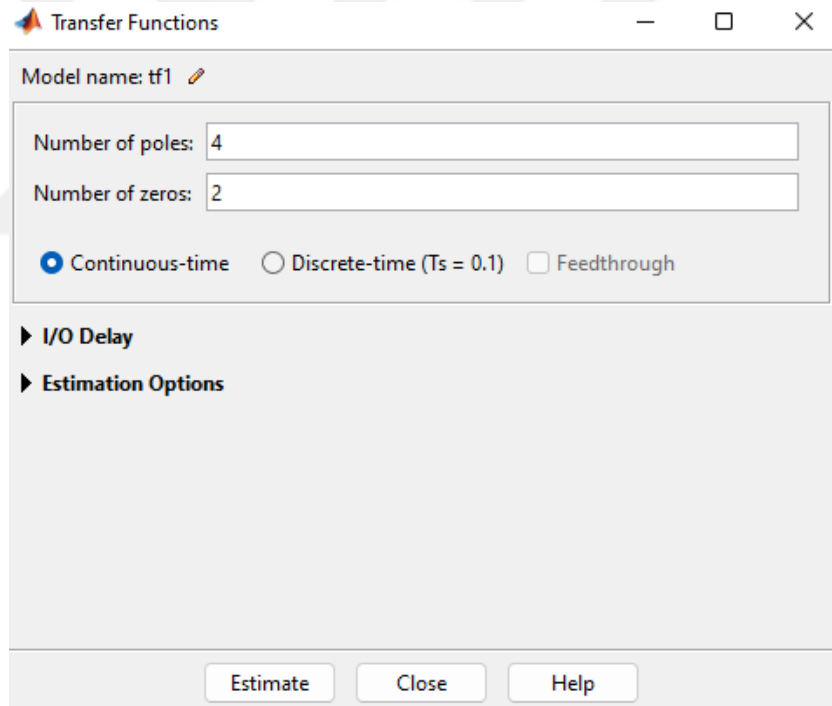 Transfer Functions
Model name: tf1
Number of poles: 4
Number of zeros: 2
Continuous-time Discrete-time (Ts = 0.1) Feedthrough
I/O Delay
Estimation Options
Estimate Close Help